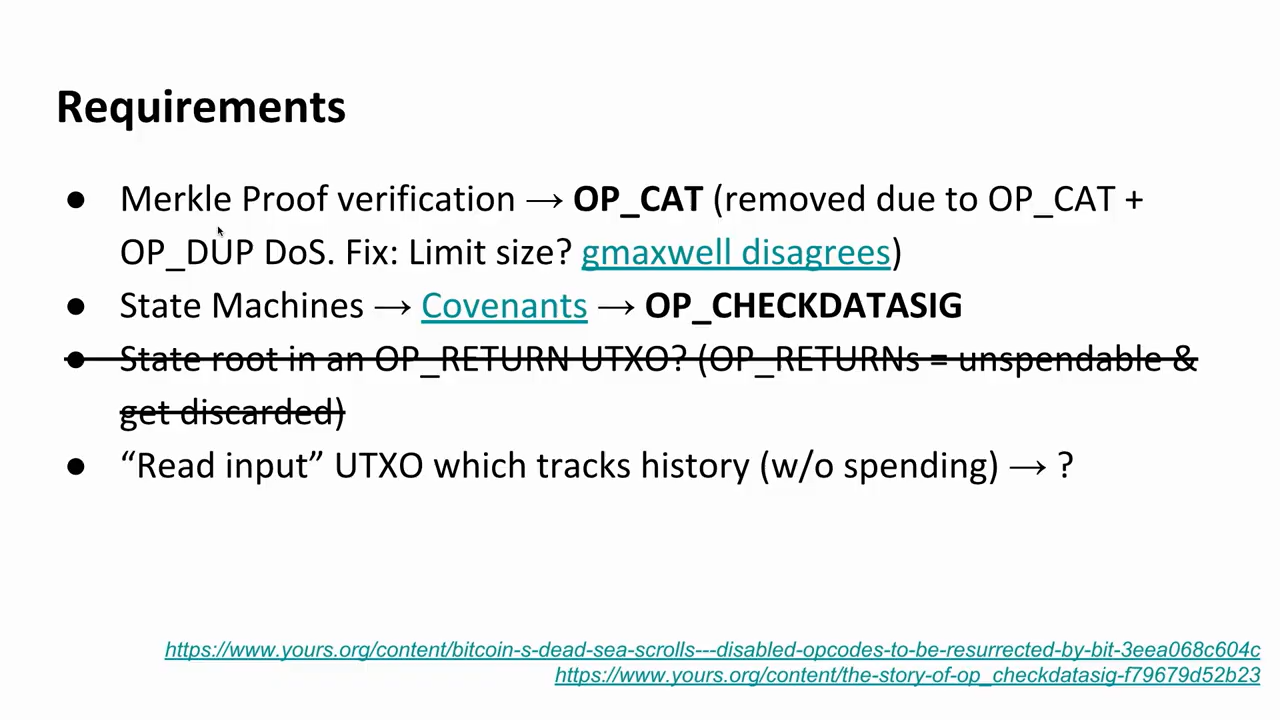 Requirements
● Merkle Proof verification → OP_CAT (removed due to OP_CAT +
OP_DUP DoS. Fix: Limit size? gmaxwell disagrees)
● State Machines → Covenants → OP_CHECKDATASIG
● State root in an OP_RETURN UTXO? (OP_RETURNs = unspendable &
get discarded)
● “Read input” UTXO which tracks history (w/o spending) → ?
https://www.yours.org/content/bitcoin-s-dead-sea-scrolls---disabled-opcodes-to-be-resurrected-by-bit-3eea068c604c
https://www.yours.org/content/the-story-of-op_checkdatasig-f79679d52b23